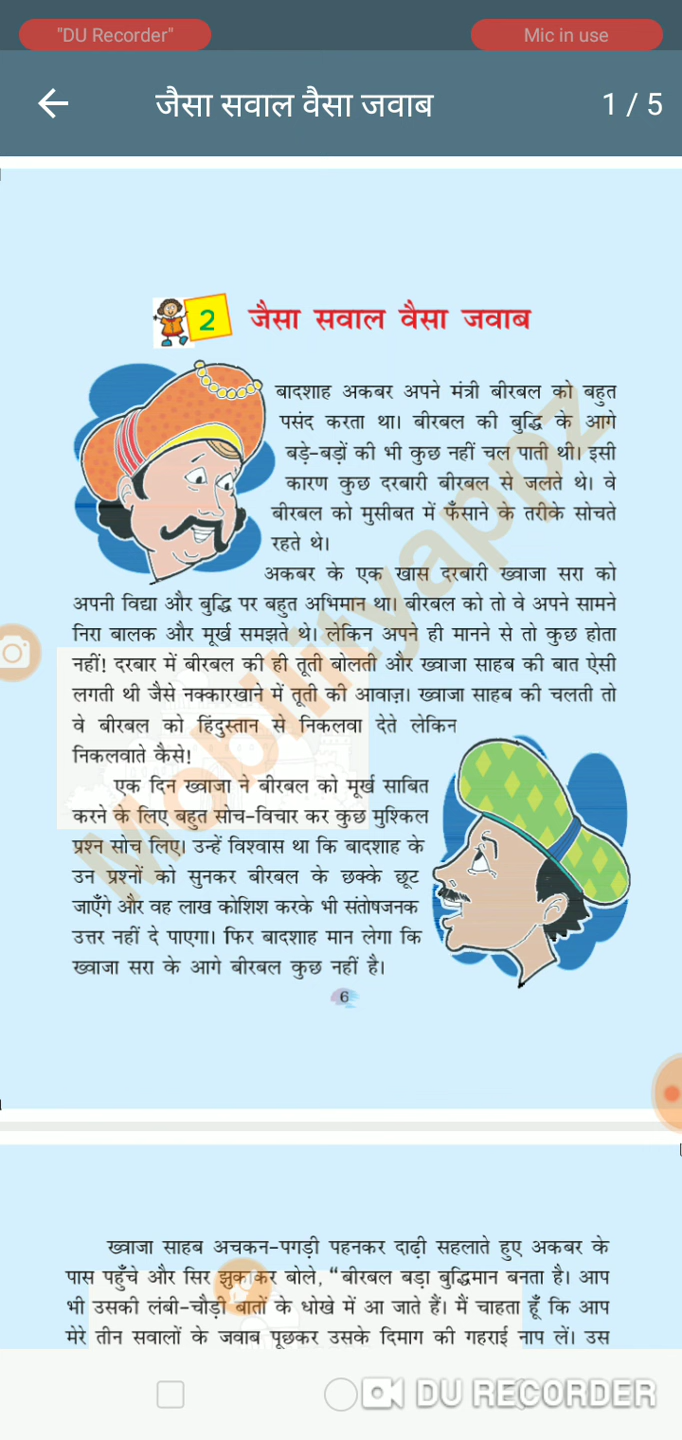 "DU Recorder"
Mic in use
जैसा सवाल वैसा जवाब
1 / 5
2 जैसा सवाल वैसा जवाब
बादशाह अकबर अपने मंत्री बीरबल को बहुत
पसंद करता था। बीरबल की बुद्धि के आगे
बड़े-बड़ों की भी कुछ नहीं चल पाती थी। इसी
कारण कुछ दरबारी बीरबल से जलते थे। वे
बीरबल को मुसीबत में फँसाने के तरीके सोचते
रहते थे।
अकबर के एक खास दरबारी ख्वाजा सरा को
अपनी विद्या और बुद्धि पर बहुत अभिमान था। बीरबल को तो वे अपने सामने
निरा बालक और मूर्ख समझते थे। लेकिन अपने ही मानने से तो कुछ होता
नहीं! दरबार में बीरबल की ही तूती बोलती और ख्वाजा साहब की बात ऐसी
लगती थी जैसे नक्कारखाने में तूती की आवाज़। ख्वाजा साहब की चलती तो
वे बीरबल को हिंदुस्तान से निकलवा देते लेकिन
निकलवाते कैसे!
एक दिन ख्वाजा ने बीरबल को मूर्ख साबित
करने के लिए बहुत सोच-विचार कर कुछ मुश्किल
प्रश्न सोच लिए। उन्हें विश्वास था कि बादशाह के
उन प्रश्नों को सुनकर बीरबल के छक्के छूट
जाएँगे और वह लाख कोशिश करके भी संतोषजनक
उत्तर नहीं दे पाएगा। फिर बादशाह मान लेगा कि
ख्वाजा सरा के आगे बीरबल कुछ नहीं है।
6
Mobilityappz
ख्वाजा साहब अचकन-पगड़ी पहनकर दाढ़ी सहलाते हुए अकबर के
पास पहुँचे और सिर झुकाकर बोले, "बीरबल बड़ा बुद्धिमान बनता है। आप
भी उसकी लंबी-चौड़ी बातों के धोखे में आ जाते हैं। मैं चाहता हूँ कि आप
मेरे तीन सवालों के जवाब पूछकर उसके दिमाग की गहराई नाप लें। उस
DU RECORDER